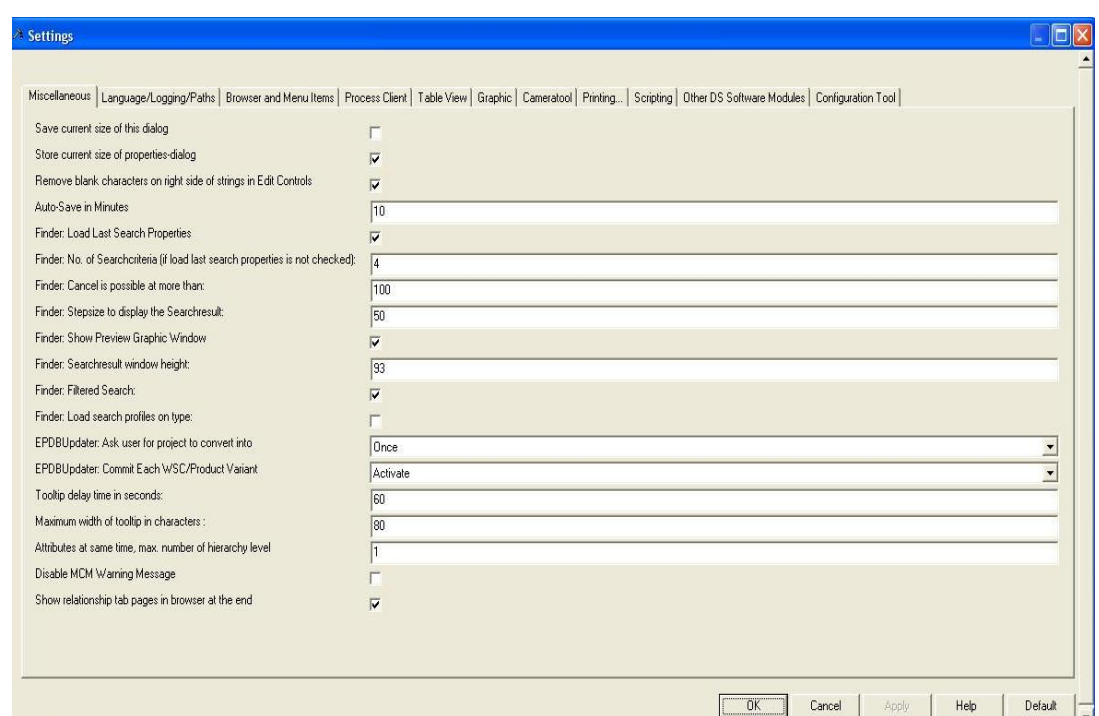 Settings
Miscellaneous Language/Logging/Paths Browser and Menu Items Process Client Table View Graphic Cameratool Printing... Scripting Other DS Software Modules Configuration Tool
Save current size of this dialog
Store current size of properties-dialog
Remove blank characters on right side of strings in Edit Controls
Auto-Save in Minutes 10
Finder: Load Last Search Properties
Finder: No. of Searchcriteria (if load last search properties is not checked): 4
Finder: Cancel is possible at more than: 100
Finder: Stepsize to display the Searchresult: 50
Finder: Show Preview Graphic Window
Finder: Searchresult window height: 93
Finder: Filtered Search:
Finder: Load search profiles on type:
EPDBUpdater: Ask user for project to convert into Once
EPDBUpdater: Commit Each WSC/Product Variant Activate
Tooltip delay time in seconds: 60
Maximum width of tooltip in characters : 80
Attributes at same time, max. number of hierarchy level 1
Disable MCM Warning Message
Show relationship tab pages in browser at the end
OK Cancel Apply Help Default